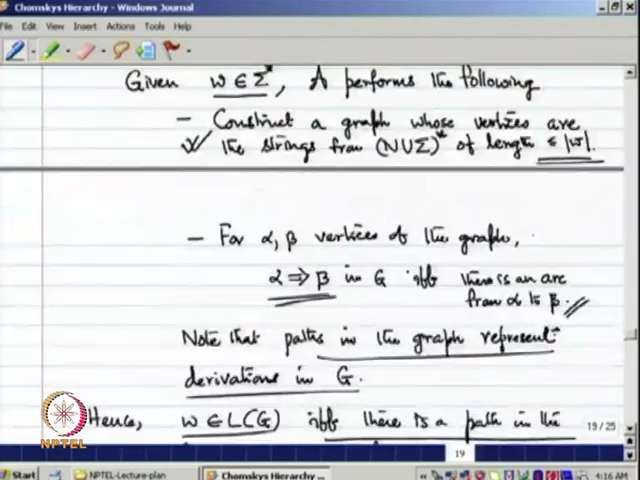 Chomskys Hierarchy - Windows Journal
File Edit View Insert Actions Tools Help
Given w ∈ Σ*, A performs the following
- Construct a graph whose vertices are
the strings from (N∪Σ)* of length ≤ |w|.
- For α, β vertices of the graph,
α ⇒ β in G iff there is an arc
from α to β.
Note that paths in the graph represent
derivations in G.
Hence, w ∈ L(G) iff there is a path in the
19 / 25
NPTEL
19
Start NPTEL-Lecture-plan Chomskys Hierarchy - ... 4:16 AM